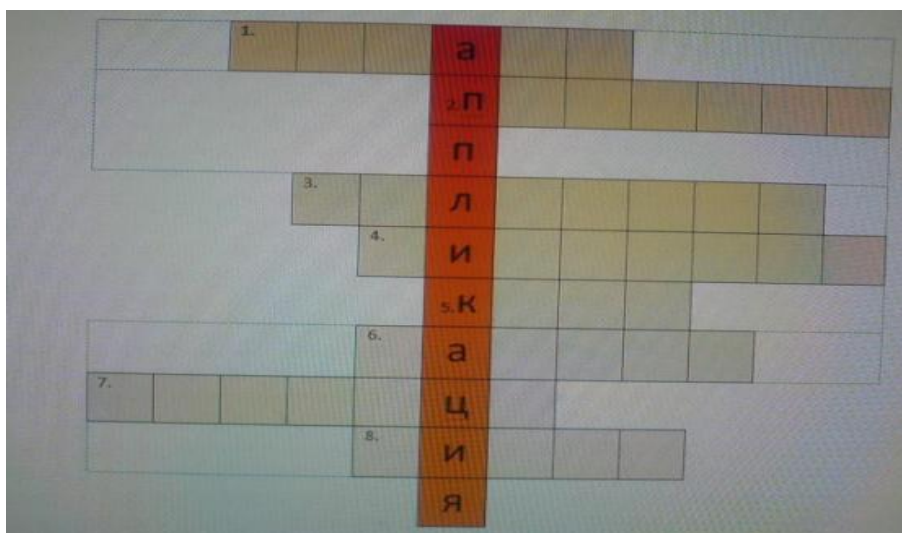 1. а
2. п
п
3. л
4. и
5. к
6. а
7. ц
8. и
я